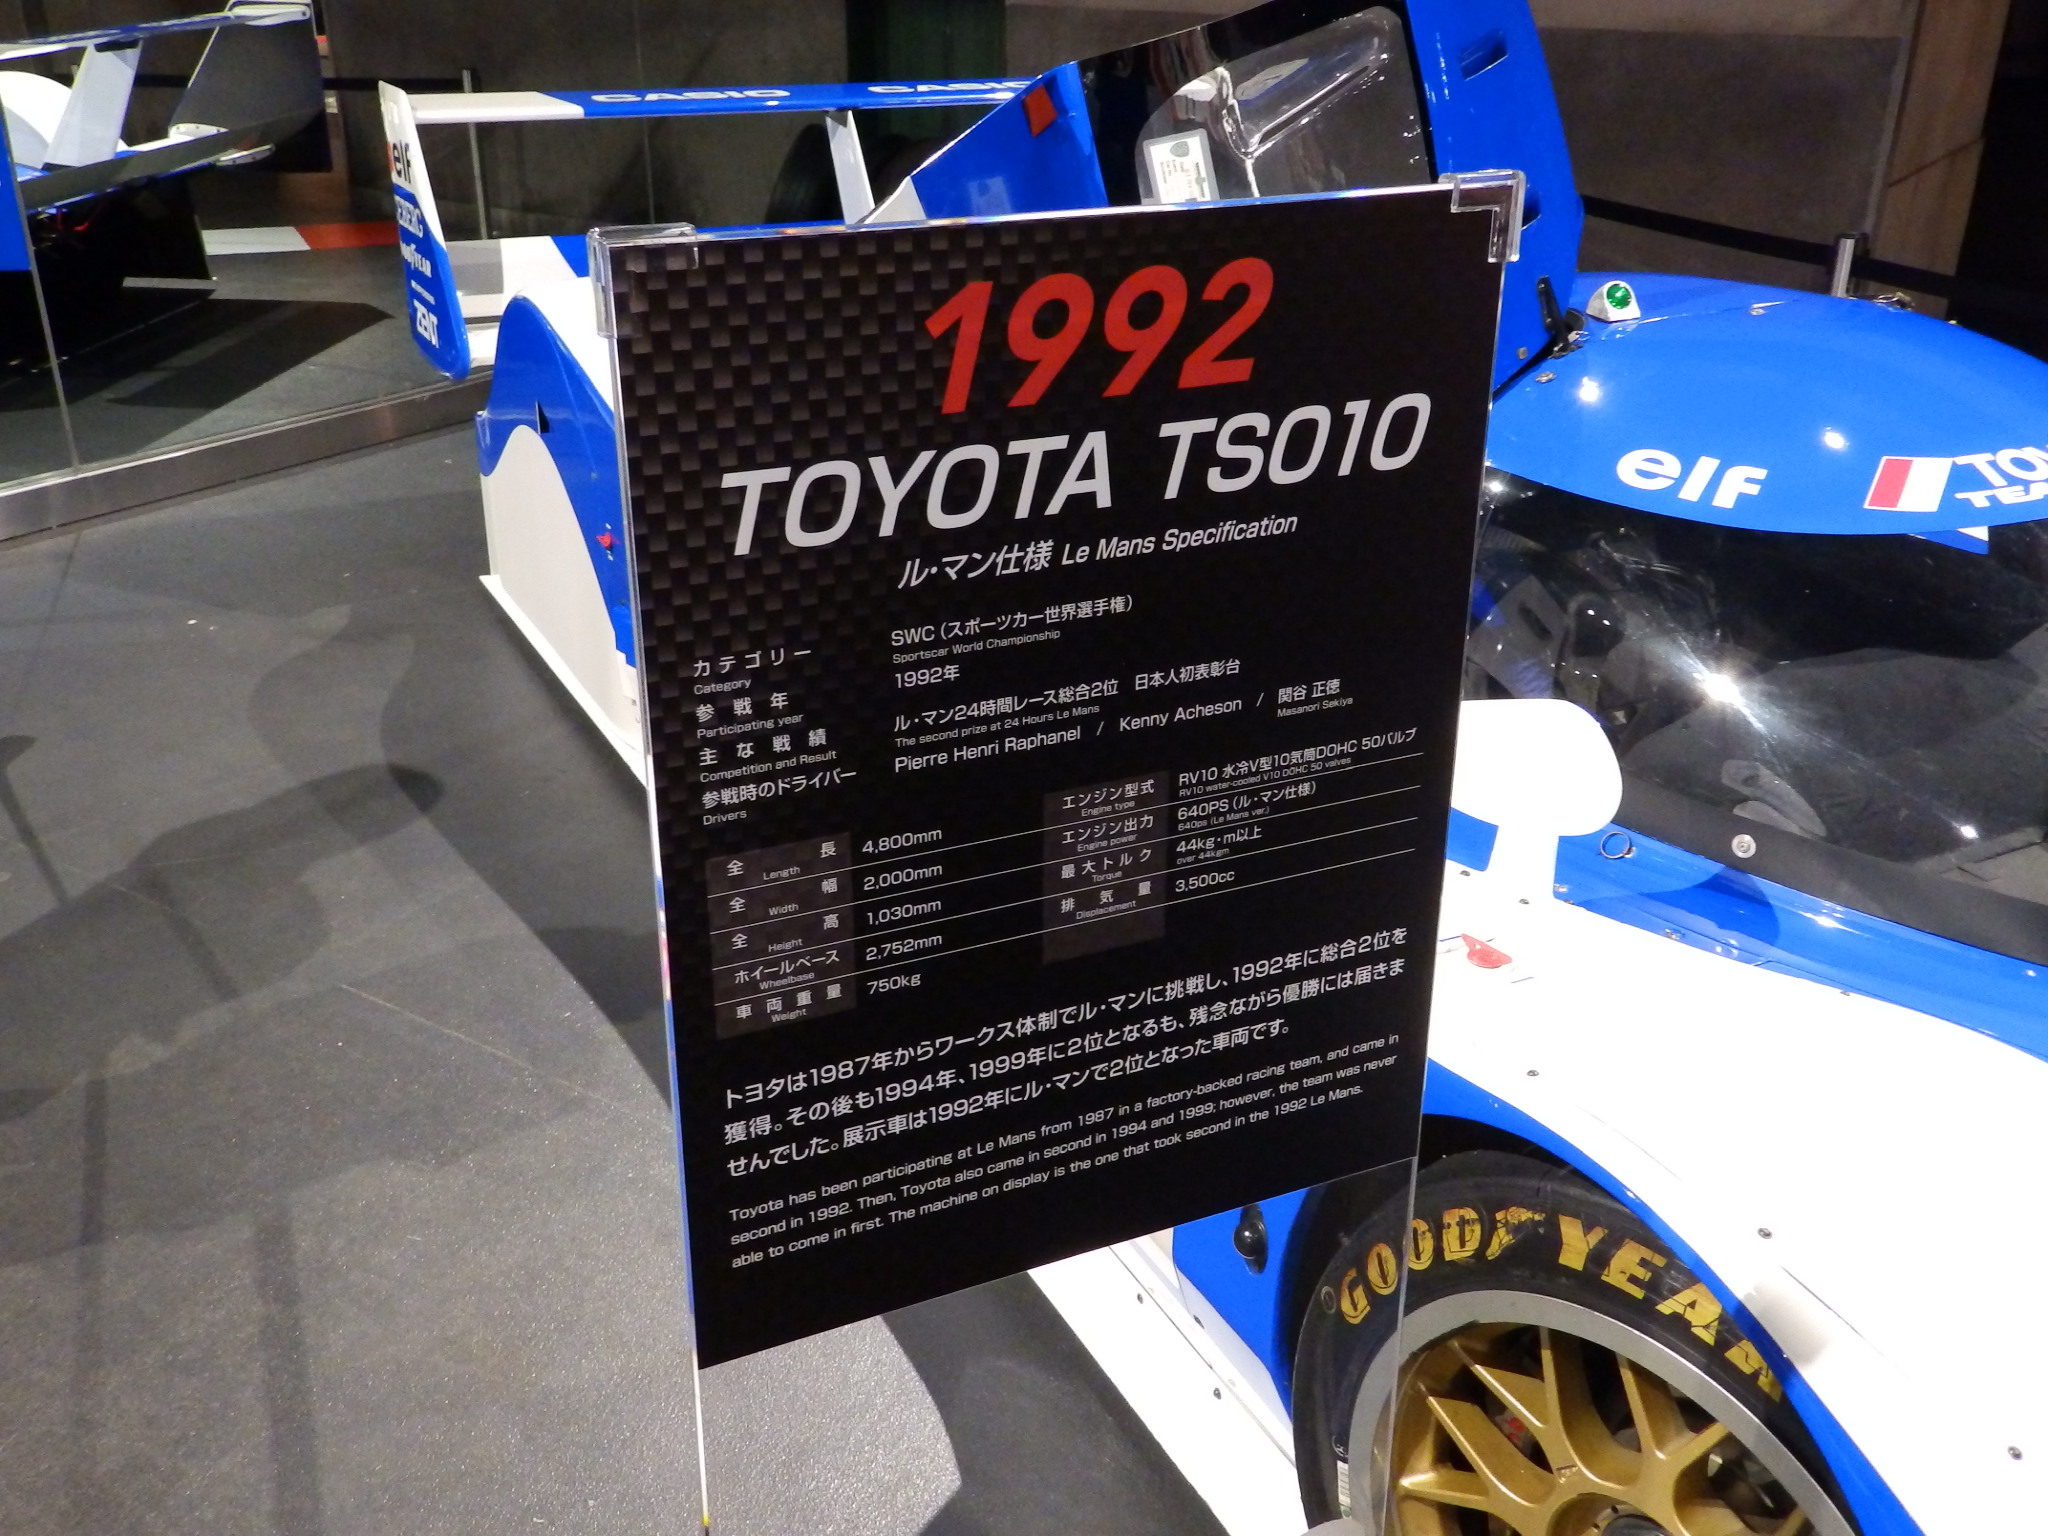 CASIO
CASIO
elf
ZENT
1992
TOYOTA TS010
ル・マン仕様 Le Mans Specification
カテゴリー
Category
SWC (スポーツカー世界選手権)
Sportscar World Championship
参戦年
Participating year
1992年
主な戦績
Competition and Result
ル・マン24時間レース総合2位 日本人初表彰台
The second prize at 24 Hours Le Mans
参戦時のドライバー
Drivers
Pierre Henri Raphanel / Kenny Acheson / 関谷 正徳
Masanori Sekiya
全長
Length
4,800mm
全幅
Width
2,000mm
全高
Height
1,030mm
ホイールベース
Wheelbase
2,752mm
車両重量
Weight
750kg
エンジン型式
Engine type
RV10 水冷V型10気筒DOHC 50バルブ
RV10 water-cooled V10 DOHC 50 valves
エンジン出力
Engine power
640PS (ル・マン仕様)
640ps (Le Mans ver.)
最大トルク
Torque
44kg・m以上
over 44kgm
排気量
Displacement
3,500cc
トヨタは1987年からワークス体制でル・マンに挑戦し、1992年に総合2位を
獲得。その後も1994年、1999年に2位となるも、残念ながら優勝には届きま
せんでした。展示車は1992年にル・マンで2位となった車両です。
Toyota has been participating at Le Mans from 1987 in a factory-backed racing team, and came in
second in 1992. Then, Toyota also came in second in 1994 and 1999; however, the team was never
able to come in first. The machine on display is the one that took second in the 1992 Le Mans.
elf
GOODYEAR